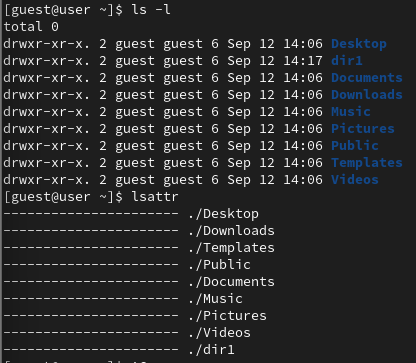 [guest@user ~]$ ls -l
total 0
drwxr-xr-x. 2 guest guest 6 Sep 12 14:06 Desktop
drwxr-xr-x. 2 guest guest 6 Sep 12 14:17 dir1
drwxr-xr-x. 2 guest guest 6 Sep 12 14:06 Documents
drwxr-xr-x. 2 guest guest 6 Sep 12 14:06 Downloads
drwxr-xr-x. 2 guest guest 6 Sep 12 14:06 Music
drwxr-xr-x. 2 guest guest 6 Sep 12 14:06 Pictures
drwxr-xr-x. 2 guest guest 6 Sep 12 14:06 Public
drwxr-xr-x. 2 guest guest 6 Sep 12 14:06 Templates
drwxr-xr-x. 2 guest guest 6 Sep 12 14:06 Videos
[guest@user ~]$ lsattr
---------------------- ./Desktop
---------------------- ./Downloads
---------------------- ./Templates
---------------------- ./Public
---------------------- ./Documents
---------------------- ./Music
---------------------- ./Pictures
---------------------- ./Videos
---------------------- ./dir1